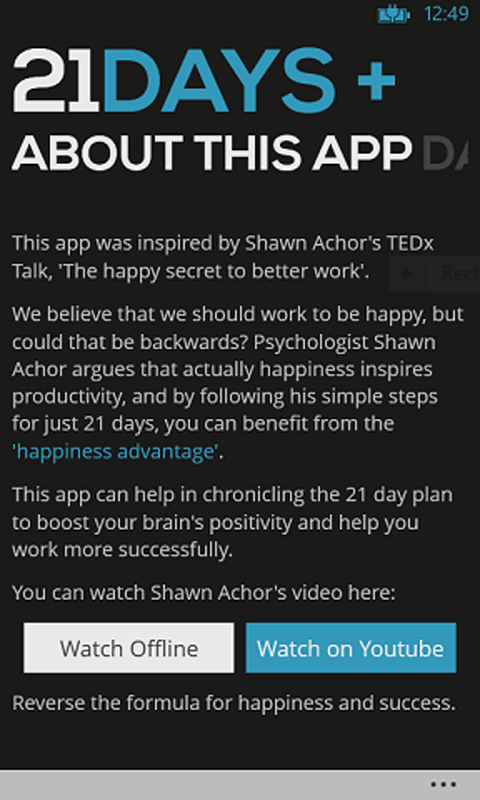 12:49
21DAYS +
ABOUT THIS APP DA
This app was inspired by Shawn Achor's TEDx
Talk, 'The happy secret to better work'.
Rect
We believe that we should work to be happy, but
could that be backwards? Psychologist Shawn
Achor argues that actually happiness inspires
productivity, and by following his simple steps
for just 21 days, you can benefit from the
'happiness advantage'.
This app can help in chronicling the 21 day plan
to boost your brain's positivity and help you
work more successfully.
You can watch Shawn Achor's video here:
Watch Offline Watch on Youtube
Reverse the formula for happiness and success.